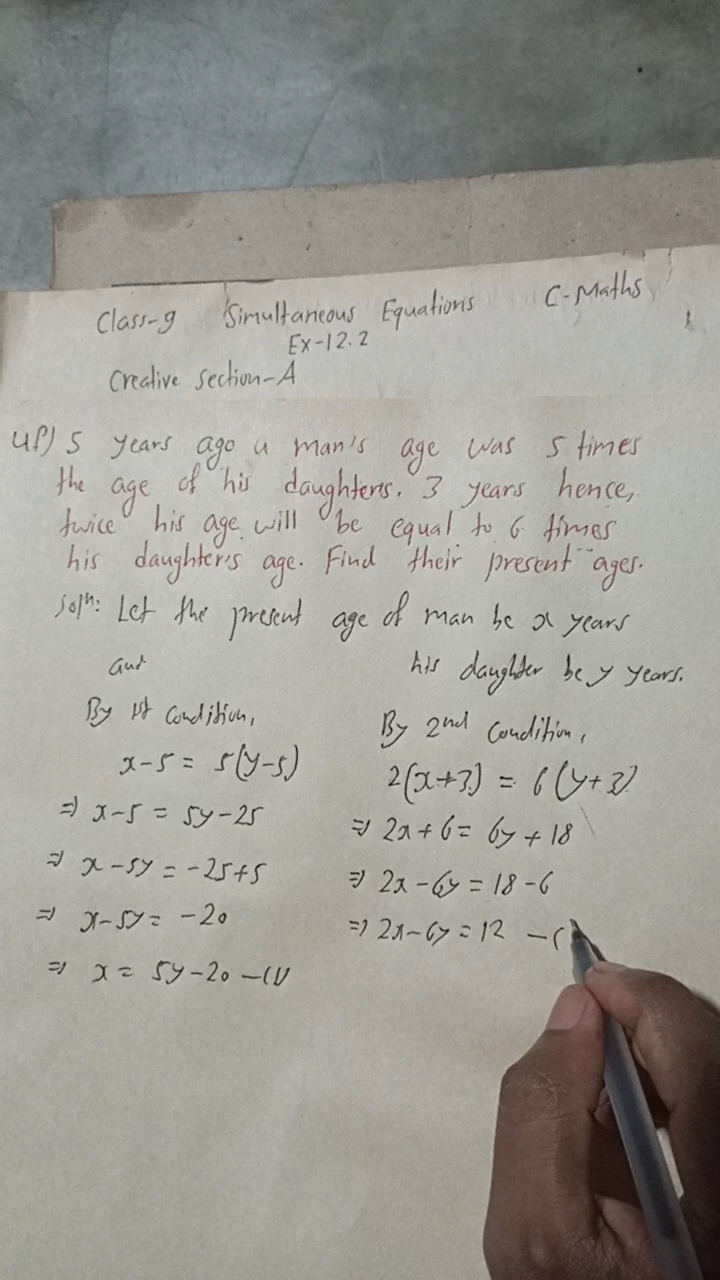 Class-9 Simultaneous Equations C-Maths
Ex-12.2
Creative section-A
5 years ago a man's age was 5 times
the age of his daughters. 3 years hence,
twice his age will be equal to 6 times
his daughter's age. Find their present ages.
Solⁿ: Let the present age of man be x years
and his daughter be y years.
By 1st condition,
x-5 = 5(y-5)
⇒ x-5 = 5y-25
⇒ x-5y = -25+5
⇒ x-5y = -20
⇒ x = 5y-20 -(1)
By 2nd condition,
2(x+3) = 6(y+3)
⇒ 2x+6 = 6y+18
⇒ 2x-6y = 18-6
⇒ 2x-6y = 12 -(